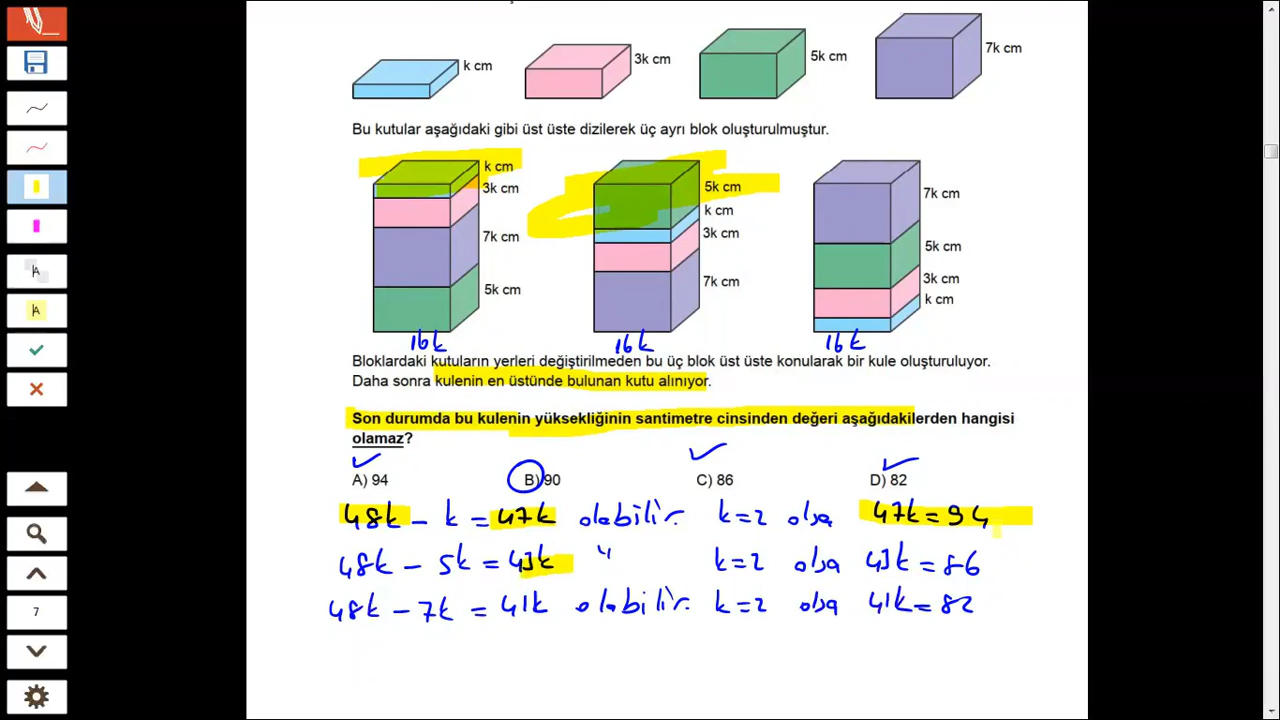 k cm
3k cm
5k cm
7k cm
Bu kutular aşağıdaki gibi üst üste dizilerek üç ayrı blok oluşturulmuştur.
k cm
3k cm
7k cm
5k cm
16k
5k cm
k cm
3k cm
7k cm
16k
7k cm
5k cm
3k cm
k cm
16k
Bloklardaki kutuların yerleri değiştirilmeden bu üç blok üst üste konularak bir kule oluşturuluyor.
Daha sonra kulenin en üstünde bulunan kutu alınıyor.
Son durumda bu kulenin yüksekliğinin santimetre cinsinden değeri aşağıdakilerden hangisi
olamaz?
A) 94 B) 90 C) 86 D) 82
48k - k = 47k olabilir. k=2 olsa 47k = 94
48k - 5k = 43k " k=2 olsa 43k = 86
48k - 7k = 41k olabilir. k=2 olsa 41k = 82
7